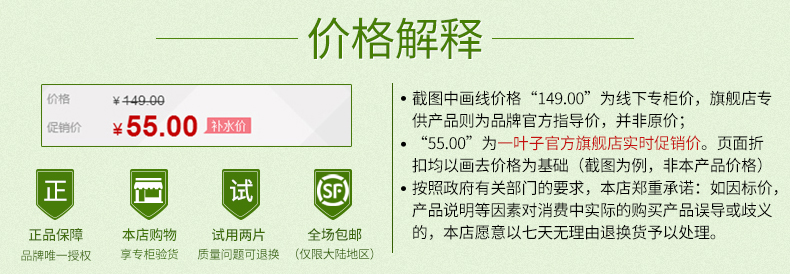 价格解释
价格 ¥149.00
促销价 ¥55.00 补水价
正
试
SF
正品保障 本店购物 试用两片 全场包邮
品牌唯一授权 享专柜验货 质量问题可退换 （仅限大陆地区）
• 截图中画线价格“149.00”为线下专柜价，旗舰店专
供产品则为品牌官方指导价，并非原价；
• “55.00”为一叶子官方旗舰店实时促销价。页面折
扣均以画去价格为基础（截图为例，非本产品价格）
• 按照政府有关部门的要求，本店郑重承诺：如因标价，
产品说明等因素对消费中实际的购买产品误导或歧义
的，本店愿意以七天无理由退换货予以处理。